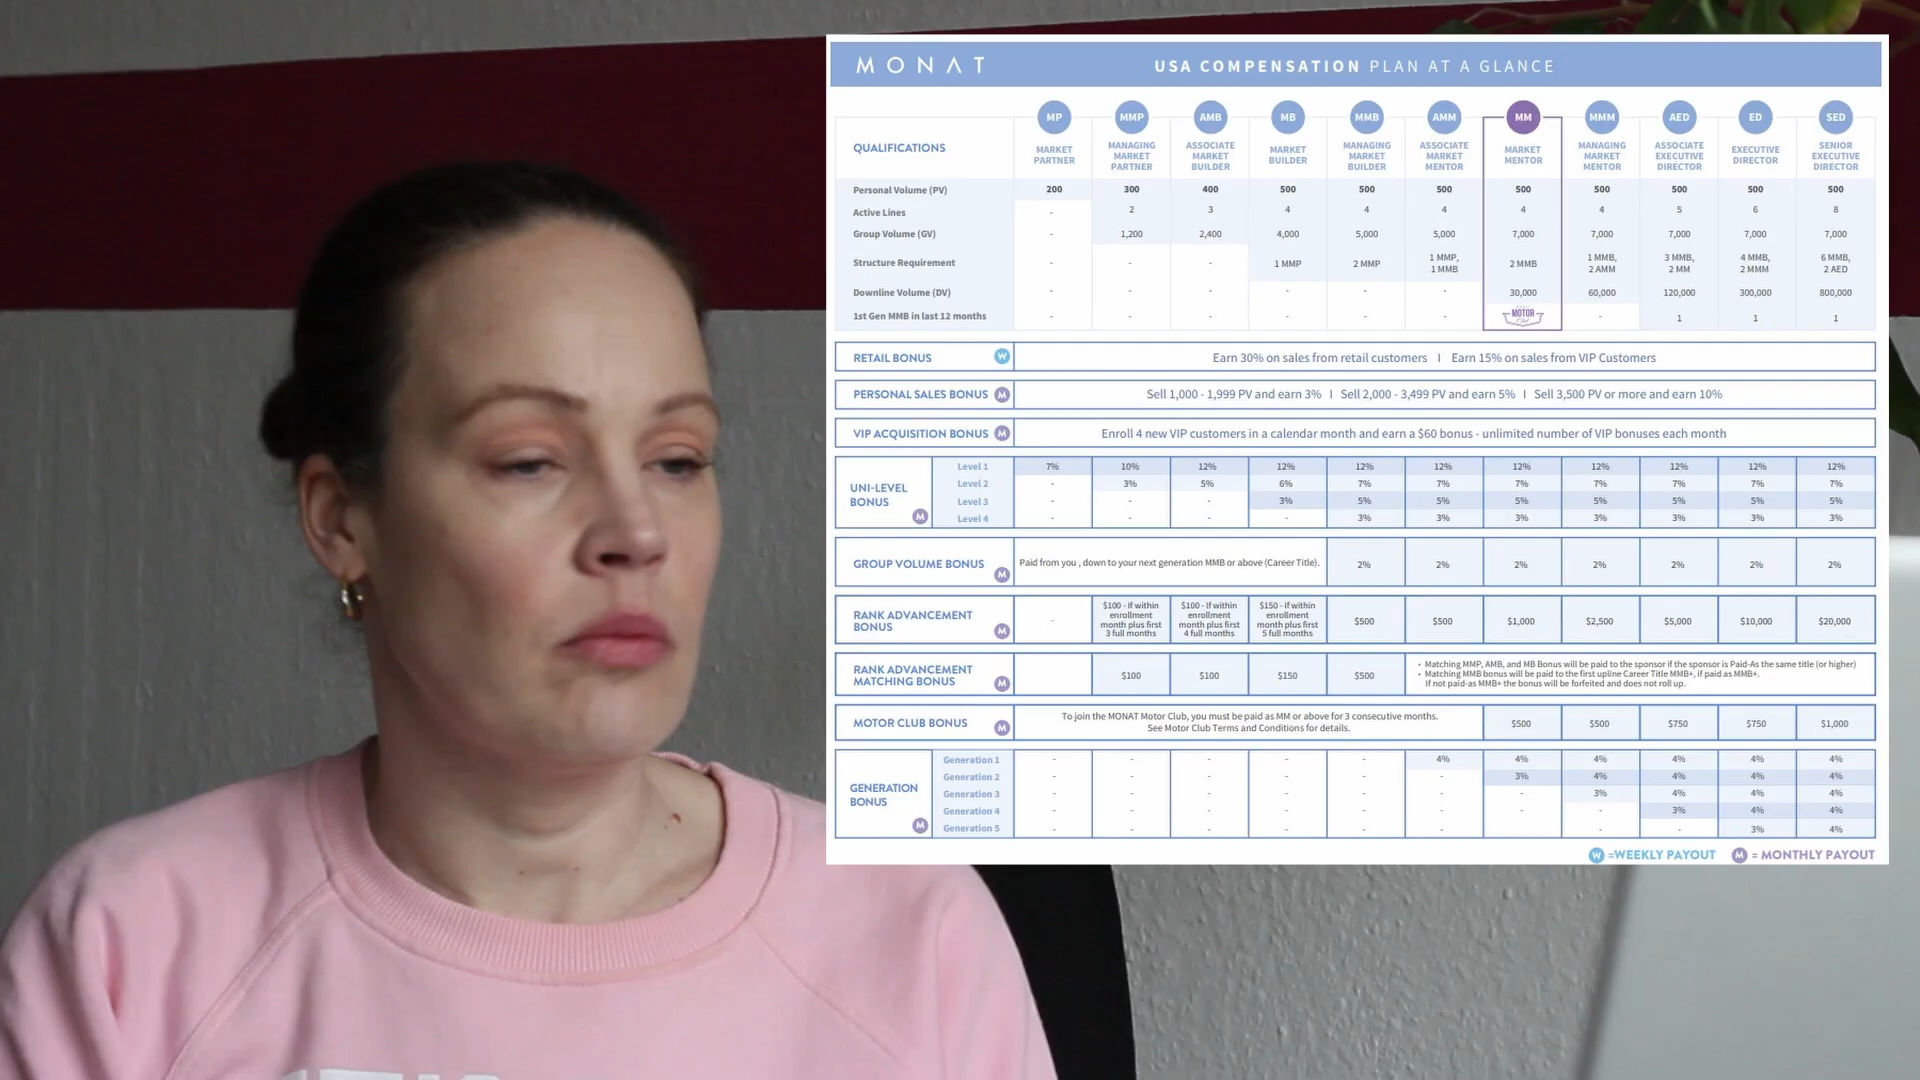 MONAT
USA COMPENSATION PLAN AT A GLANCE
MP MMP AMB MB MMB AMM MM MMM AED ED SED
QUALIFICATIONS
MARKET PARTNER
MANAGING MARKET PARTNER
ASSOCIATE MARKET BUILDER
MARKET BUILDER
MANAGING MARKET BUILDER
ASSOCIATE MARKET MENTOR
MARKET MENTOR
MANAGING MARKET MENTOR
ASSOCIATE EXECUTIVE DIRECTOR
EXECUTIVE DIRECTOR
SENIOR EXECUTIVE DIRECTOR
Personal Volume (PV) 200 300 400 500 500 500 500 500 500 500 500
Active Lines - 2 3 4 4 4 4 4 5 6 8
Group Volume (GV) - 1,200 2,400 4,000 5,000 5,000 7,000 7,000 7,000 7,000 7,000
Structure Requirement - - - 1 MMP 2 MMP 1 MMP, 1 MMB 2 MMB 1 MMB, 2 AMM 3 MMB, 2 MM 4 MMB, 2 MMM 6 MMB, 2 AED
Downline Volume (DV) - - - - - - 30,000 60,000 120,000 300,000 800,000
1st Gen MMB in last 12 months - - - - - - MOTOR - 1 1 1
RETAIL BONUS W Earn 30% on sales from retail customers I Earn 15% on sales from VIP Customers
PERSONAL SALES BONUS M Sell 1,000 - 1,999 PV and earn 3% I Sell 2,000 - 3,499 PV and earn 5% I Sell 3,500 PV or more and earn 10%
VIP ACQUISITION BONUS M Enroll 4 new VIP customers in a calendar month and earn a $60 bonus - unlimited number of VIP bonuses each month
UNI-LEVEL BONUS M
Level 1 7% 10% 12% 12% 12% 12% 12% 12% 12% 12% 12%
Level 2 - 3% 5% 6% 7% 7% 7% 7% 7% 7% 7%
Level 3 - - - 3% 5% 5% 5% 5% 5% 5% 5%
Level 4 - - - - 3% 3% 3% 3% 3% 3% 3%
GROUP VOLUME BONUS M Paid from you , down to your next generation MMB or above (Career Title). 2% 2% 2% 2% 2% 2% 2%
RANK ADVANCEMENT BONUS M - $100 - If within enrollment month plus first 3 full months $100 - If within enrollment month plus first 4 full months $150 - If within enrollment month plus first 5 full months $500 $500 $1,000 $2,500 $5,000 $10,000 $20,000
RANK ADVANCEMENT MATCHING BONUS M $100 $100 $150 $500
• Matching MMP, AMB, and MB Bonus will be paid to the sponsor if the sponsor is Paid-As the same title (or higher)
• Matching MMB bonus will be paid to the first upline Career Title MMB+, if paid as MMB+.
If not paid-as MMB+ the bonus will be forfeited and does not roll up.
MOTOR CLUB BONUS M
To join the MONAT Motor Club, you must be paid as MM or above for 3 consecutive months.
See Motor Club Terms and Conditions for details.
$500 $500 $750 $750 $1,000
GENERATION BONUS M
Generation 1 - - - - - 4% 4% 4% 4% 4% 4%
Generation 2 - - - - - - 3% 4% 4% 4% 4%
Generation 3 - - - - - - - 3% 4% 4% 4%
Generation 4 - - - - - - - - 3% 4% 4%
Generation 5 - - - - - - - - - 3% 4%
W =WEEKLY PAYOUT M = MONTHLY PAYOUT